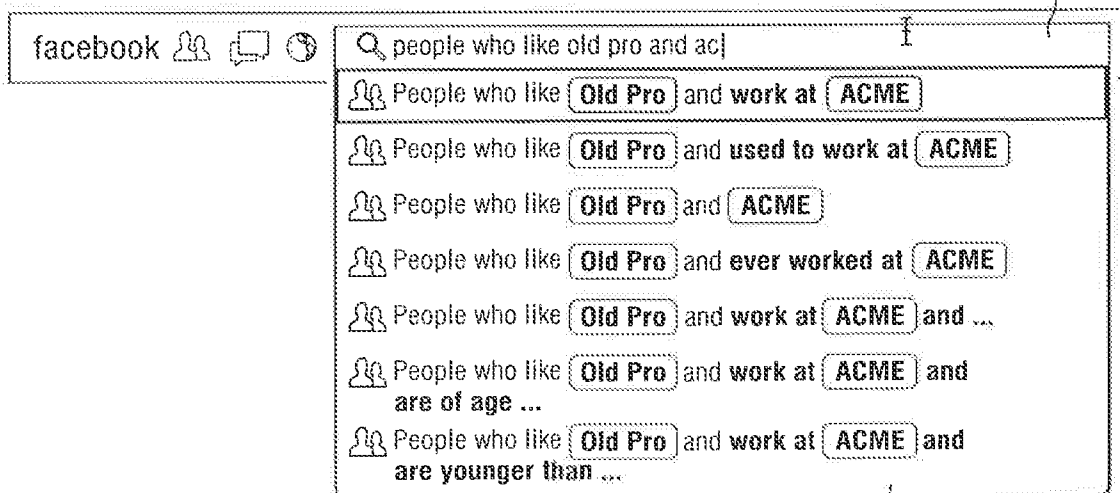 facebook people who like old pro and ac
People who like Old Pro and work at ACME
People who like Old Pro and used to work at ACME
People who like Old Pro and ACME
People who like Old Pro and ever worked at ACME
People who like Old Pro and work at ACME and ...
People who like Old Pro and work at ACME and
are of age ...
People who like Old Pro and work at ACME and
are younger than ...